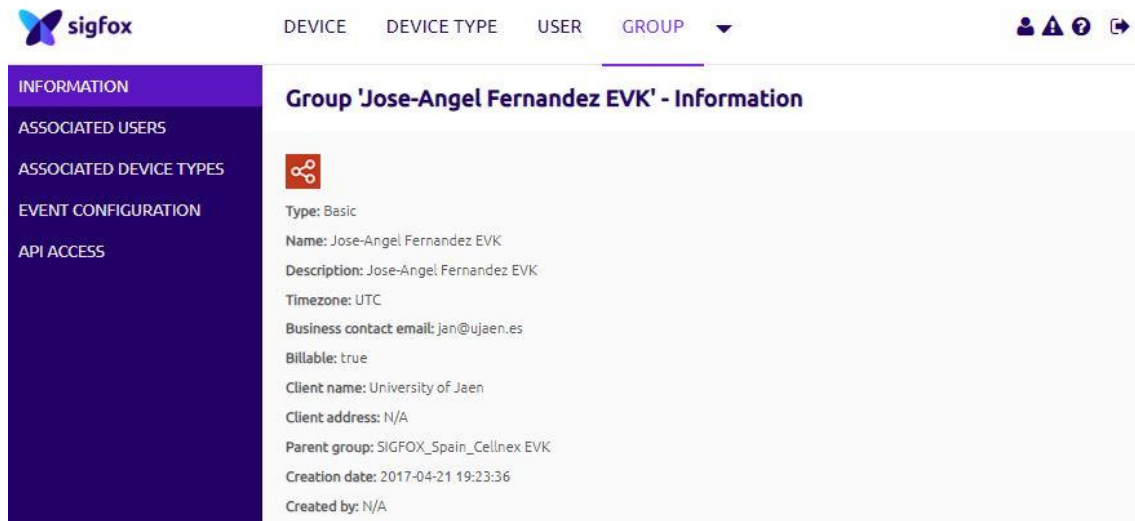 sigfox
DEVICE DEVICE TYPE USER GROUP
INFORMATION
ASSOCIATED USERS
ASSOCIATED DEVICE TYPES
EVENT CONFIGURATION
API ACCESS
Group 'Jose-Angel Fernandez EVK' - Information
Type: Basic
Name: Jose-Angel Fernandez EVK
Description: Jose-Angel Fernandez EVK
Timezone: UTC
Business contact email: jan@ujaen.es
Billable: true
Client name: University of Jaen
Client address: N/A
Parent group: SIGFOX_Spain_Cellnex EVK
Creation date: 2017-04-21 19:23:36
Created by: N/A